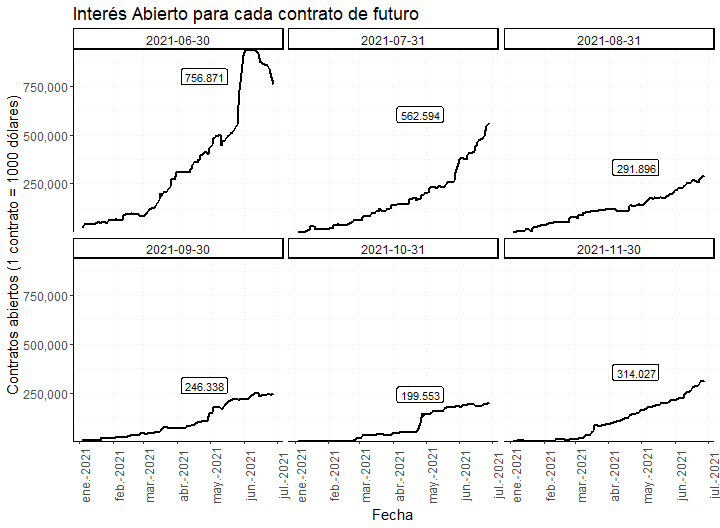 Interés Abierto para cada contrato de futuro
2021-06-30
2021-07-31
2021-08-31
756.871
562.594
291.896
750,000
500,000
250,000
2021-09-30
2021-10-31
2021-11-30
246.338
199.553
314.027
750,000
500,000
250,000
Contratos abiertos (1 contrato = 1000 dólares)
ene.-2021
feb.-2021
mar.-2021
abr.-2021
may.-2021
jun.-2021
jul.-2021
ene.-2021
feb.-2021
mar.-2021
abr.-2021
may.-2021
jun.-2021
jul.-2021
ene.-2021
feb.-2021
mar.-2021
abr.-2021
may.-2021
jun.-2021
jul.-2021
Fecha